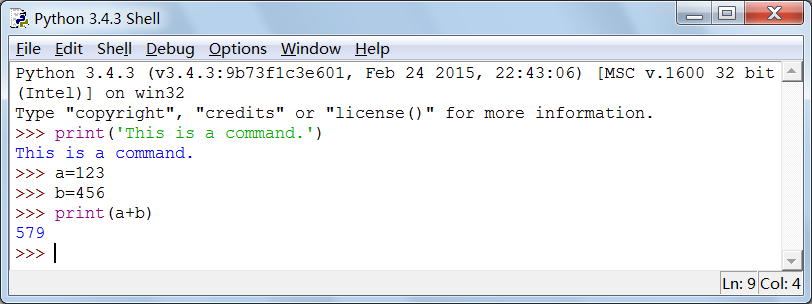 Python 3.4.3 Shell
File Edit Shell Debug Options Window Help
Python 3.4.3 (v3.4.3:9b73f1c3e601, Feb 24 2015, 22:43:06) [MSC v.1600 32 bit
(Intel)] on win32
Type "copyright", "credits" or "license()" for more information.
>>> print('This is a command.')
This is a command.
>>> a=123
>>> b=456
>>> print(a+b)
579
>>>
Ln: 9 Col: 4